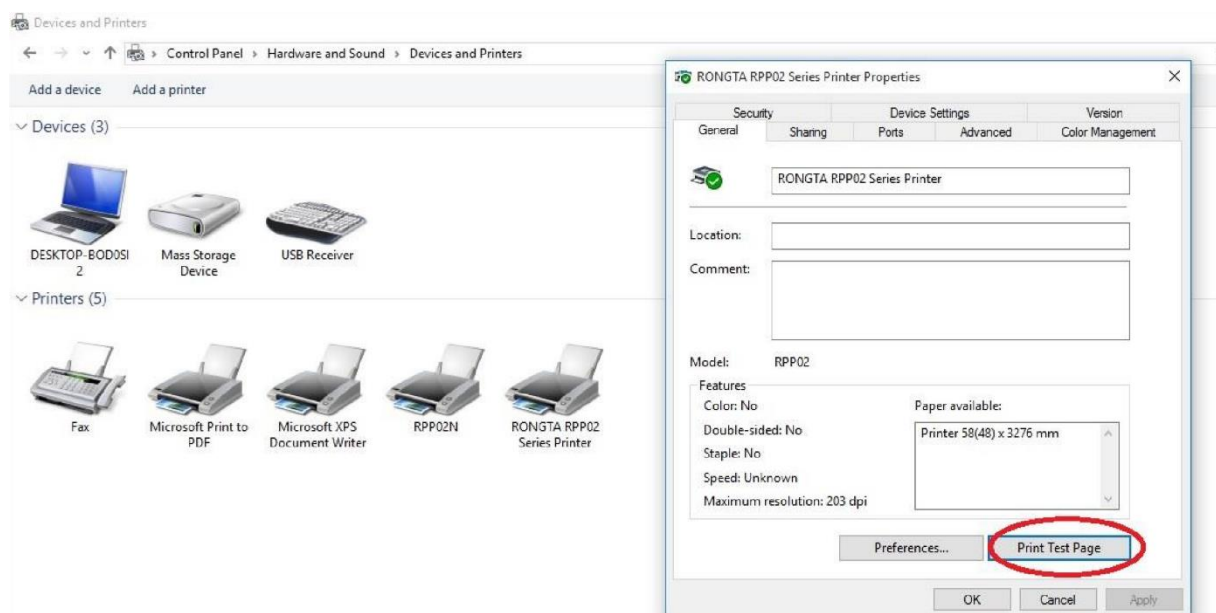 Devices and Printers
Control Panel > Hardware and Sound > Devices and Printers
Add a device Add a printer
Devices (3)
DESKTOP-BOD0SI
2
Mass Storage
Device
USB Receiver
Printers (5)
Fax
Microsoft Print to
PDF
Microsoft XPS
Document Writer
RPP02N
RONGTA RPP02
Series Printer
RONGTA RPP02 Series Printer Properties
Security Device Settings Version
General Sharing Ports Advanced Color Management
RONGTA RPP02 Series Printer
Location:
Comment:
Model: RPP02
Features
Color: No
Double-sided: No
Staple: No
Speed: Unknown
Maximum resolution: 203 dpi
Paper available:
Printer 58(48) x 3276 mm
Preferences... Print Test Page
OK Cancel Apply